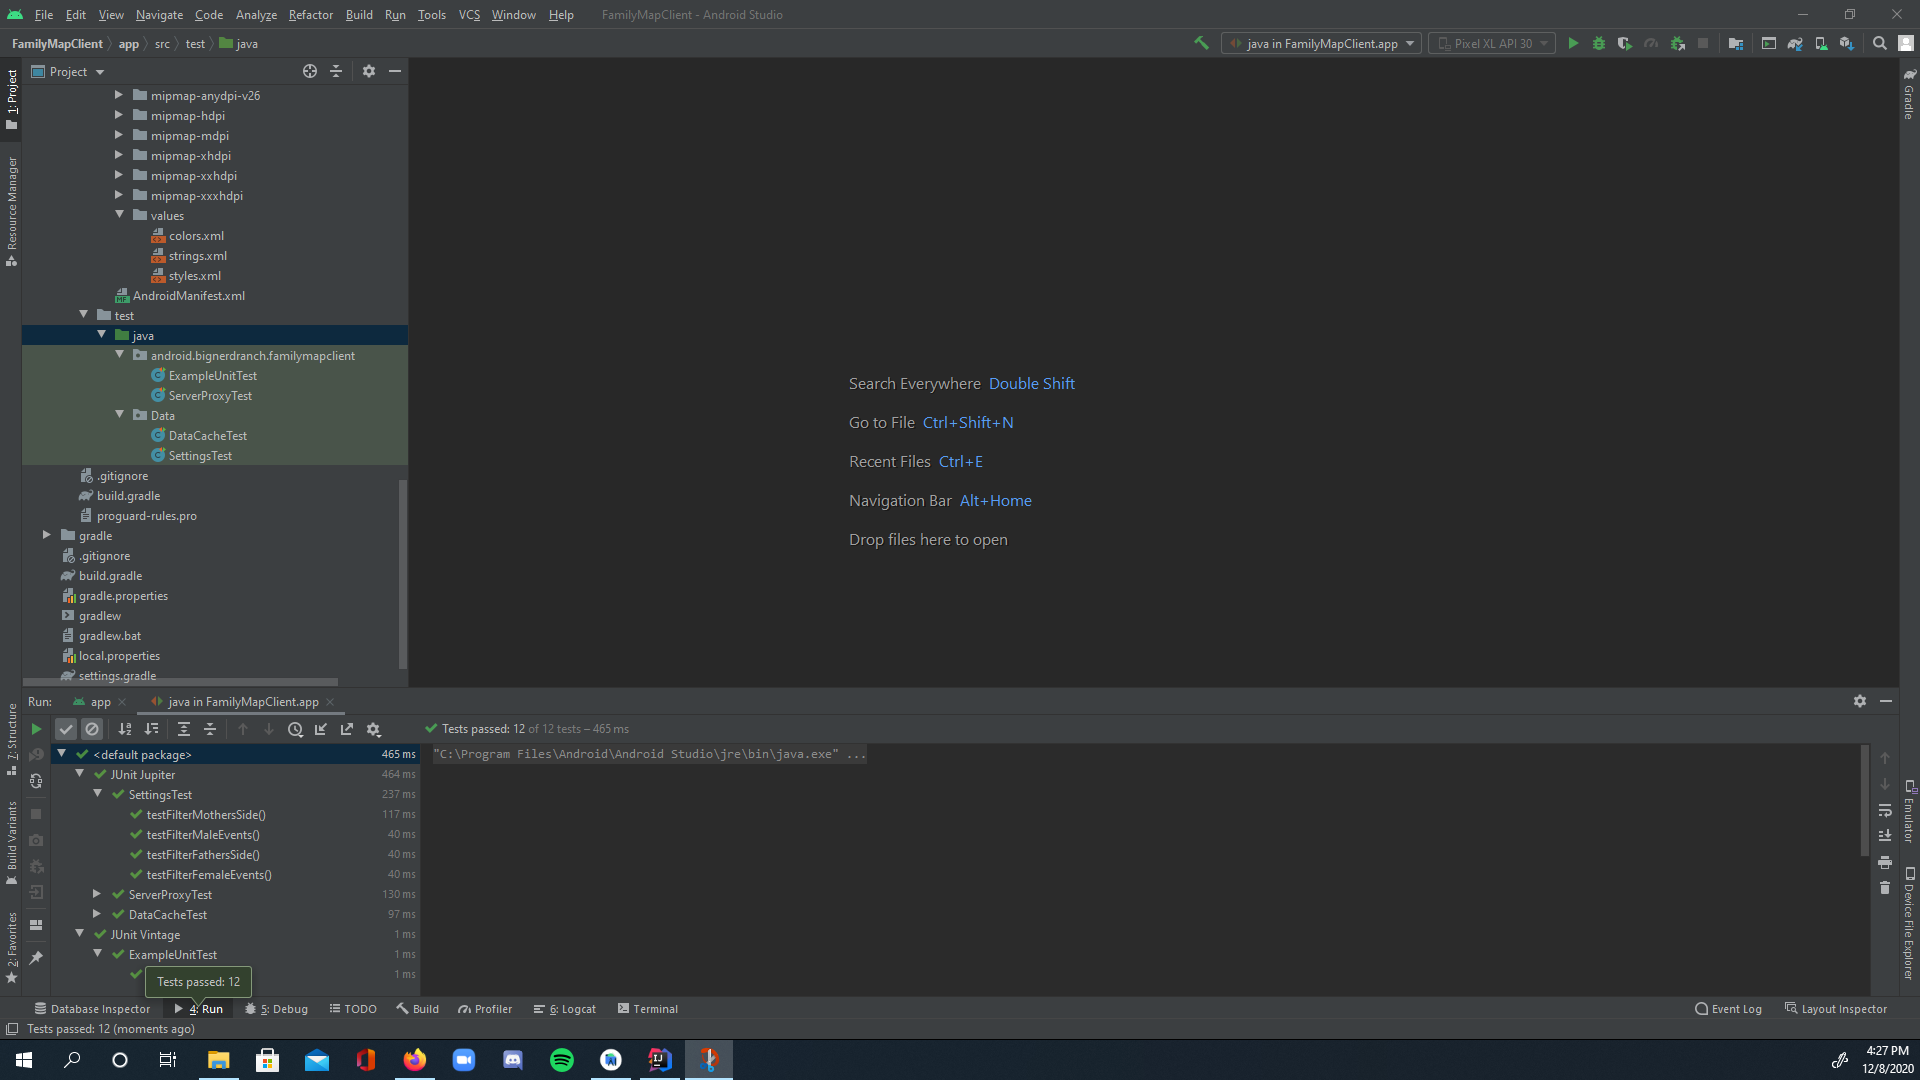 File Edit View Navigate Code Analyze Refactor Build Run Tools VCS Window Help FamilyMapClient - Android Studio
FamilyMapClient app src test java
java in FamilyMapClient.app Pixel XL API 30
1: Project
Resource Manager
7: Structure
Build Variants
2: Favorites
Project
mipmap-anydpi-v26
mipmap-hdpi
mipmap-mdpi
mipmap-xhdpi
mipmap-xxhdpi
mipmap-xxxhdpi
values
colors.xml
strings.xml
styles.xml
AndroidManifest.xml
test
java
android.bignerdranch.familymapclient
ExampleUnitTest
ServerProxyTest
Data
DataCacheTest
SettingsTest
.gitignore
build.gradle
proguard-rules.pro
gradle
.gitignore
build.gradle
gradle.properties
gradlew
gradlew.bat
local.properties
settings.gradle
Search Everywhere Double Shift
Go to File Ctrl+Shift+N
Recent Files Ctrl+E
Navigation Bar Alt+Home
Drop files here to open
Gradle
Emulator
Device File Explorer
Run: app java in FamilyMapClient.app
Tests passed: 12 of 12 tests – 465 ms
<default package> 465 ms
JUnit Jupiter 464 ms
SettingsTest 237 ms
testFilterMothersSide() 117 ms
testFilterMaleEvents() 40 ms
testFilterFathersSide() 40 ms
testFilterFemaleEvents() 40 ms
ServerProxyTest 130 ms
DataCacheTest 97 ms
JUnit Vintage 1 ms
ExampleUnitTest 1 ms
1 ms
Tests passed: 12
"C:\Program Files\Android\Android Studio\jre\bin\java.exe" ...
Database Inspector 4: Run 5: Debug TODO Build Profiler 6: Logcat Terminal Event Log Layout Inspector
Tests passed: 12 (moments ago)
4:27 PM
12/8/2020